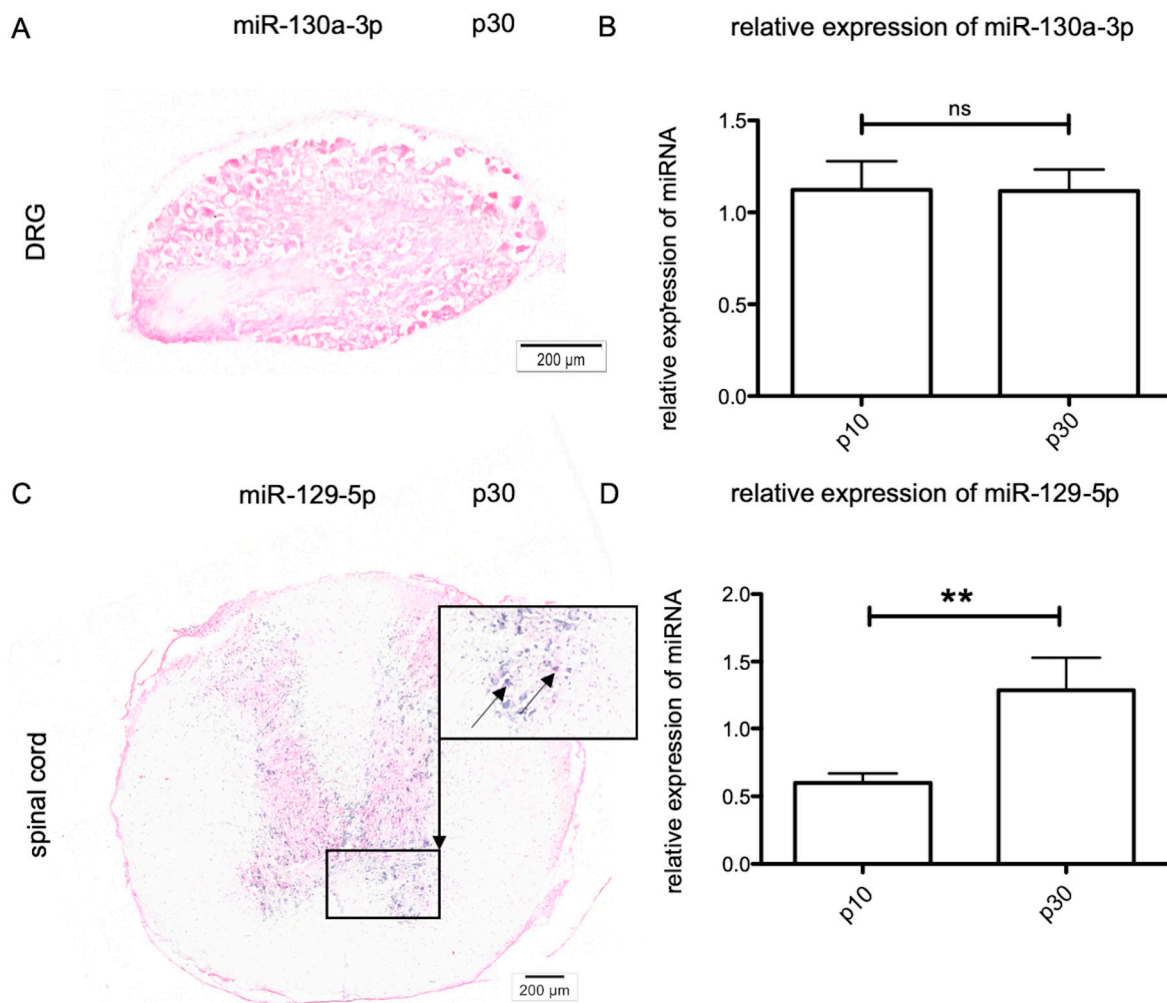 A
miR-130a-3p p30
DRG
200 µm
B
relative expression of miR-130a-3p
relative expression of miRNA
1.5
1.0
0.5
0.0
ns
p10
p30
C
miR-129-5p p30
spinal cord
200 µm
D
relative expression of miR-129-5p
relative expression of miRNA
2.0
1.5
1.0
0.5
0.0
**
p10
p30